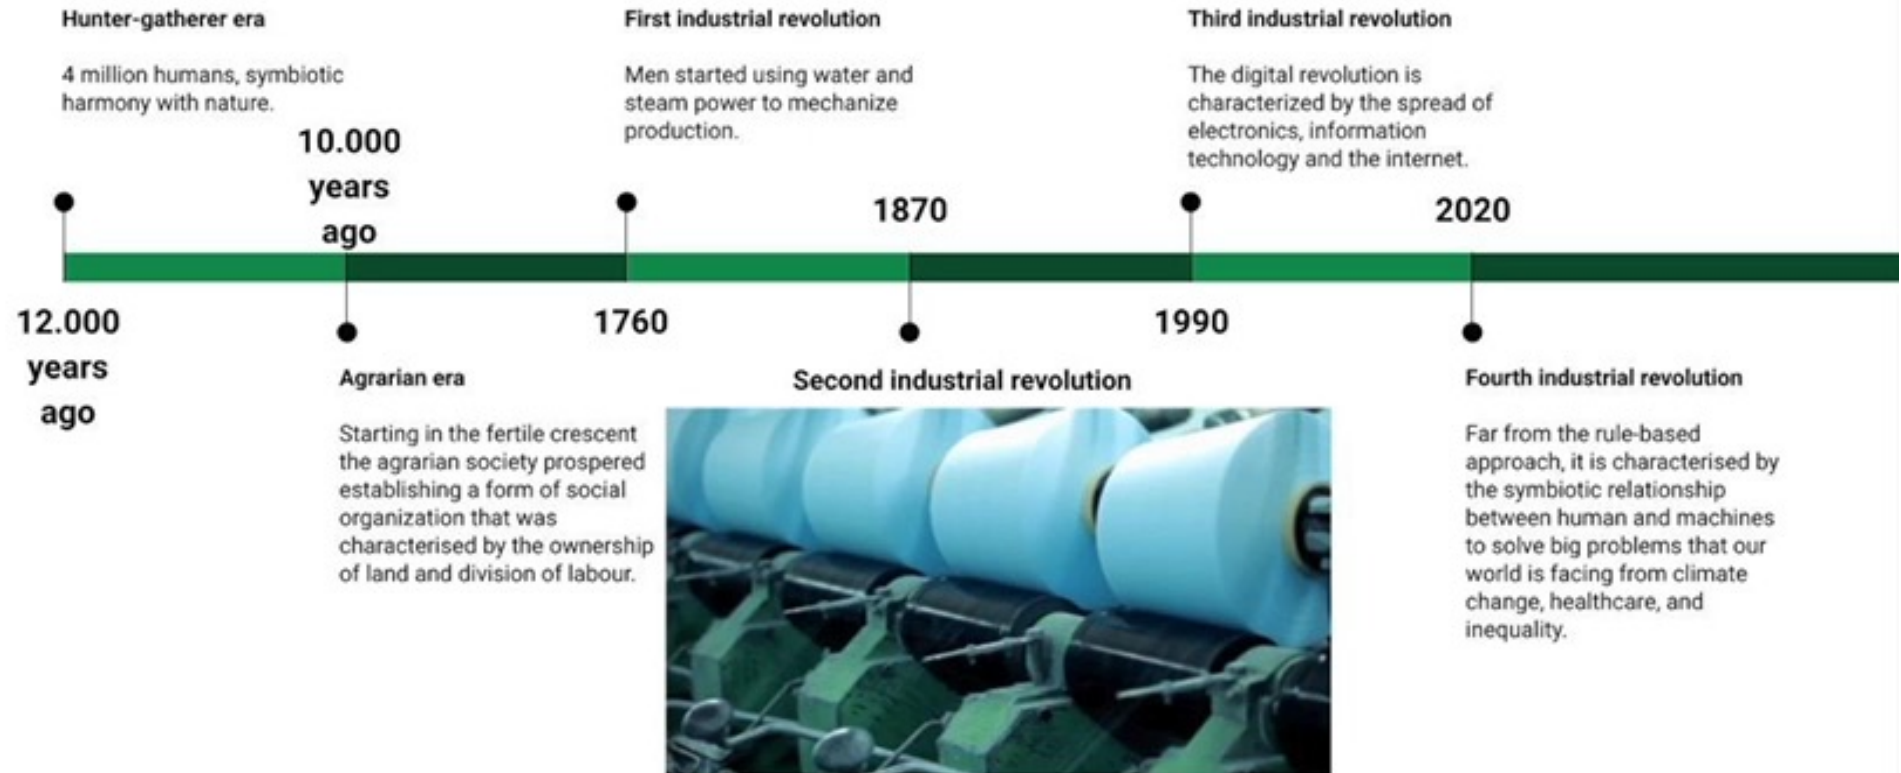 Hunter-gatherer era
4 million humans, symbiotic
harmony with nature.
12.000
years
ago
10.000
years
ago
Agrarian era
Starting in the fertile crescent
the agrarian society prospered
establishing a form of social
organization that was
characterised by the ownership
of land and division of labour.
First industrial revolution
Men started using water and
steam power to mechanize
production.
1760
1870
Second industrial revolution
Third industrial revolution
The digital revolution is
characterized by the spread of
electronics, information
technology and the internet.
1990
2020
Fourth industrial revolution
Far from the rule-based
approach, it is characterised by
the symbiotic relationship
between human and machines
to solve big problems that our
world is facing from climate
change, healthcare, and
inequality.